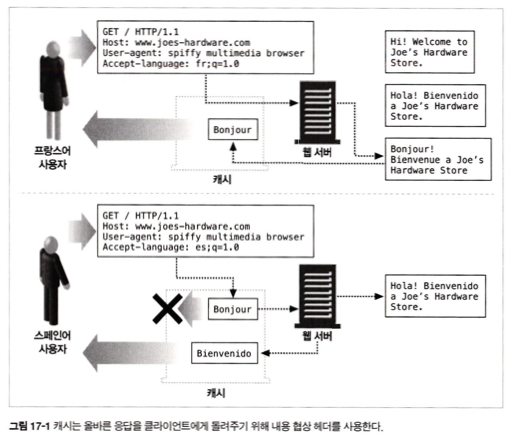 GET / HTTP/1.1
Host: www.joes-hardware.com
User-agent: spiffy multimedia browser
Accept-language: fr;q=1.0
Hi! Welcome to
Joe's Hardware
Store.
Hola! Bienvenido
a Joe's Hardware
Store.
Bonjour!
Bienvenue a Joe's
Hardware Store
Bonjour
프랑스어
사용자
웹 서버
캐시
GET / HTTP/1.1
Host: www.joes-hardware.com
User-agent: spiffy multimedia browser
Accept-language: es;q=1.0
Hola! Bienvenido
a Joe's Hardware
Store.
Bonjour
웹 서버
스페인어
사용자
Bienvenido
캐시
그림 17-1 캐시는 올바른 응답을 클라이언트에게 돌려주기 위해 내용 협상 헤더를 사용한다.